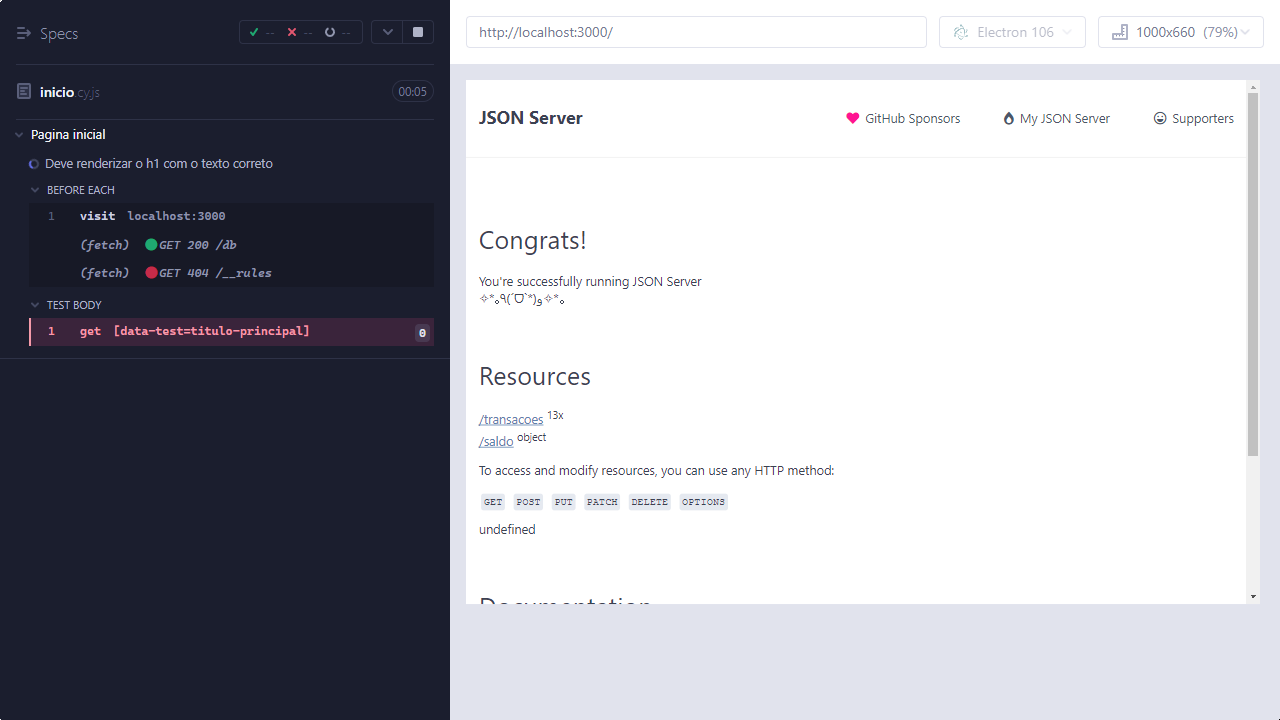 Specs
-- -- --
inicio.cy.js 00:05
Pagina inicial
Deve renderizar o h1 com o texto correto
BEFORE EACH
1 visit localhost:3000
(fetch) GET 200 /db
(fetch) GET 404 /__rules
TEST BODY
1 get [data-test=titulo-principal] 0
http://localhost:3000/
Electron 106
1000x660 (79%)
JSON Server
GitHub Sponsors
My JSON Server
Supporters
Congrats!
You're successfully running JSON Server
✧*｡٩(ˊᗜˋ*)و✧*｡
Resources
/transacoes 13x
/saldo object
To access and modify resources, you can use any HTTP method:
GET POST PUT PATCH DELETE OPTIONS
undefined
Documentation